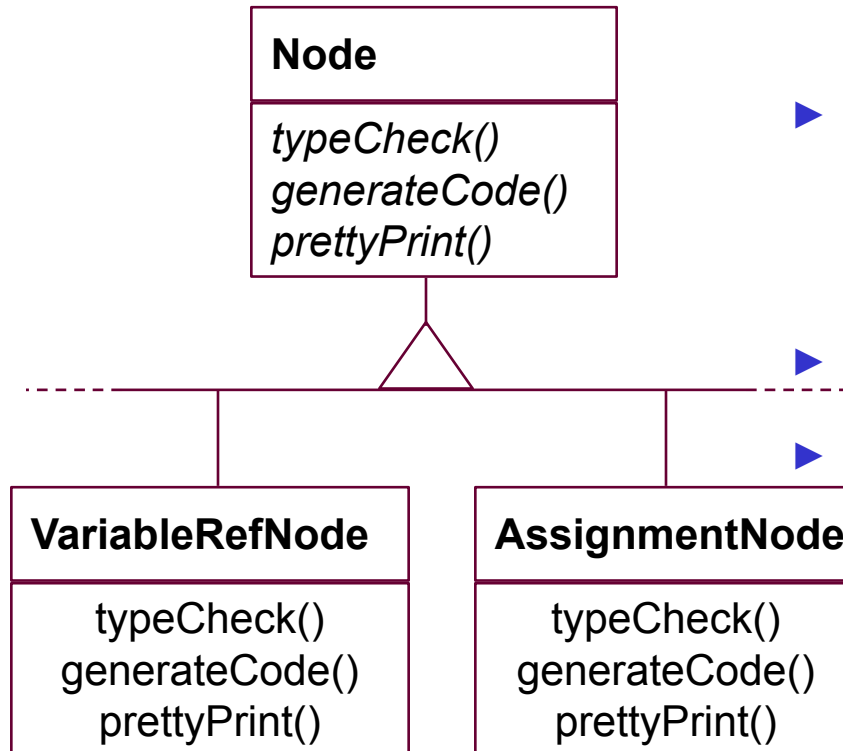 Node
typeCheck()
generateCode()
prettyPrint()
VariableRefNode
typeCheck()
generateCode()
prettyPrint()
AssignmentNode
typeCheck()
generateCode()
prettyPrint()